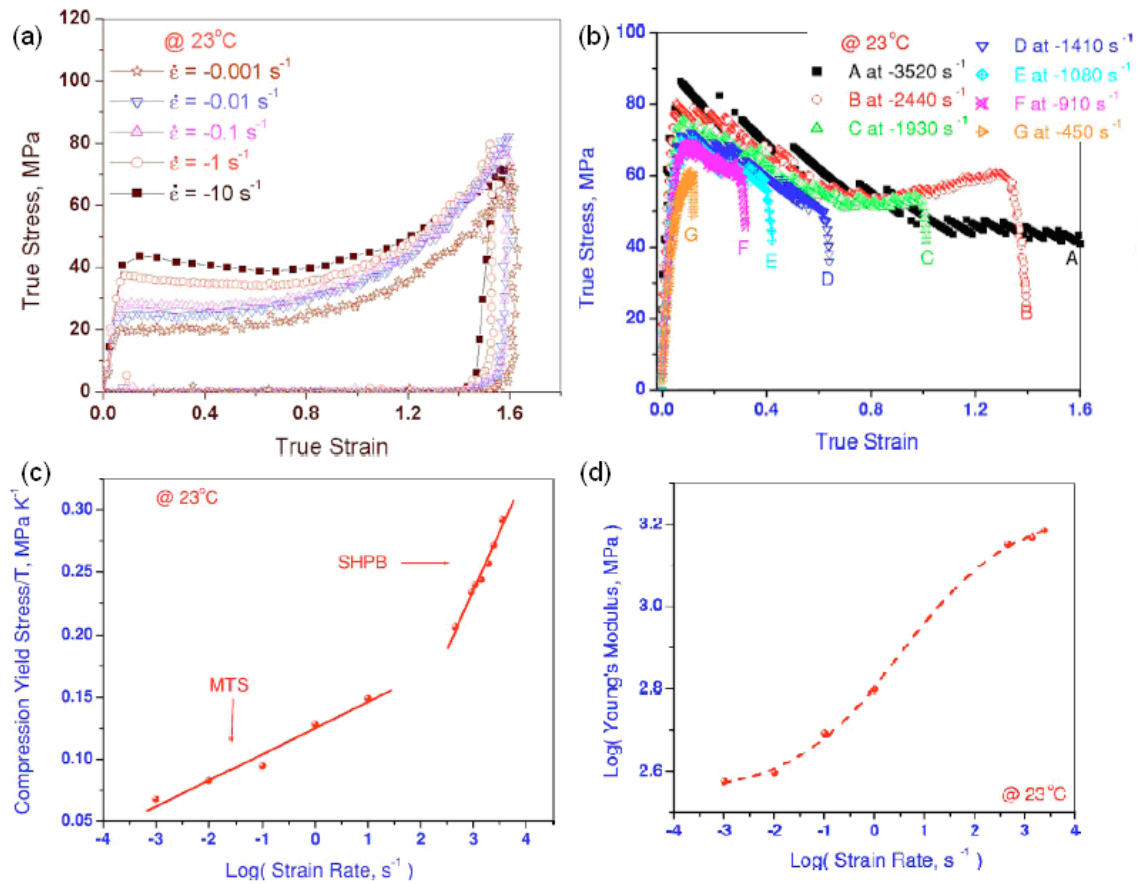 (a)
@ 23°C
ε̇ = -0.001 s⁻¹
ε̇ = -0.01 s⁻¹
ε̇ = -0.1 s⁻¹
ε̇ = -1 s⁻¹
ε̇ = -10 s⁻¹
True Stress, MPa
120
100
80
60
40
20
0
0.0 0.4 0.8 1.2 1.6
True Strain
(b)
@ 23°C
A at -3520 s⁻¹
B at -2440 s⁻¹
C at -1930 s⁻¹
D at -1410 s⁻¹
E at -1080 s⁻¹
F at -910 s⁻¹
G at -450 s⁻¹
True Stress, MPa
100
80
60
40
20
0
G
F
E
D
C
B
A
0.0 0.4 0.8 1.2 1.6
True Strain
(c)
@ 23°C
Compression Yield Stress/T, MPa K⁻¹
0.30
0.25
0.20
0.15
0.10
0.05
SHPB
MTS
-4 -3 -2 -1 0 1 2 3 4
Log( Strain Rate, s⁻¹ )
(d)
Log( Young's Modulus, MPa )
3.2
3.0
2.8
2.6
@ 23°C
-4 -3 -2 -1 0 1 2 3 4
Log( Strain Rate, s⁻¹ )